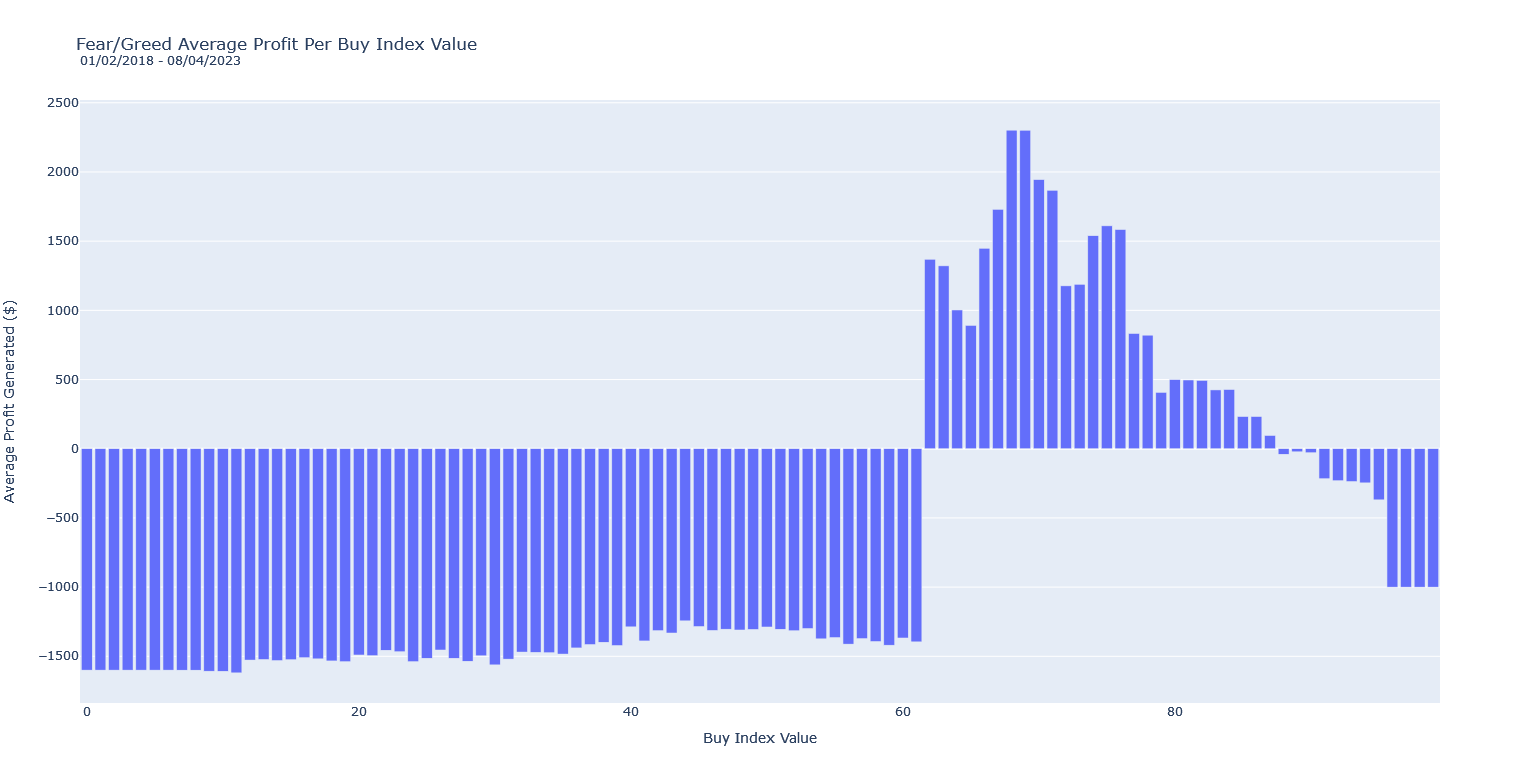 Fear/Greed Average Profit Per Buy Index Value
01/02/2018 - 08/04/2023
2500
2000
1500
1000
500
0
−500
−1000
−1500
Average Profit Generated ($)
0 20 40 60 80
Buy Index Value